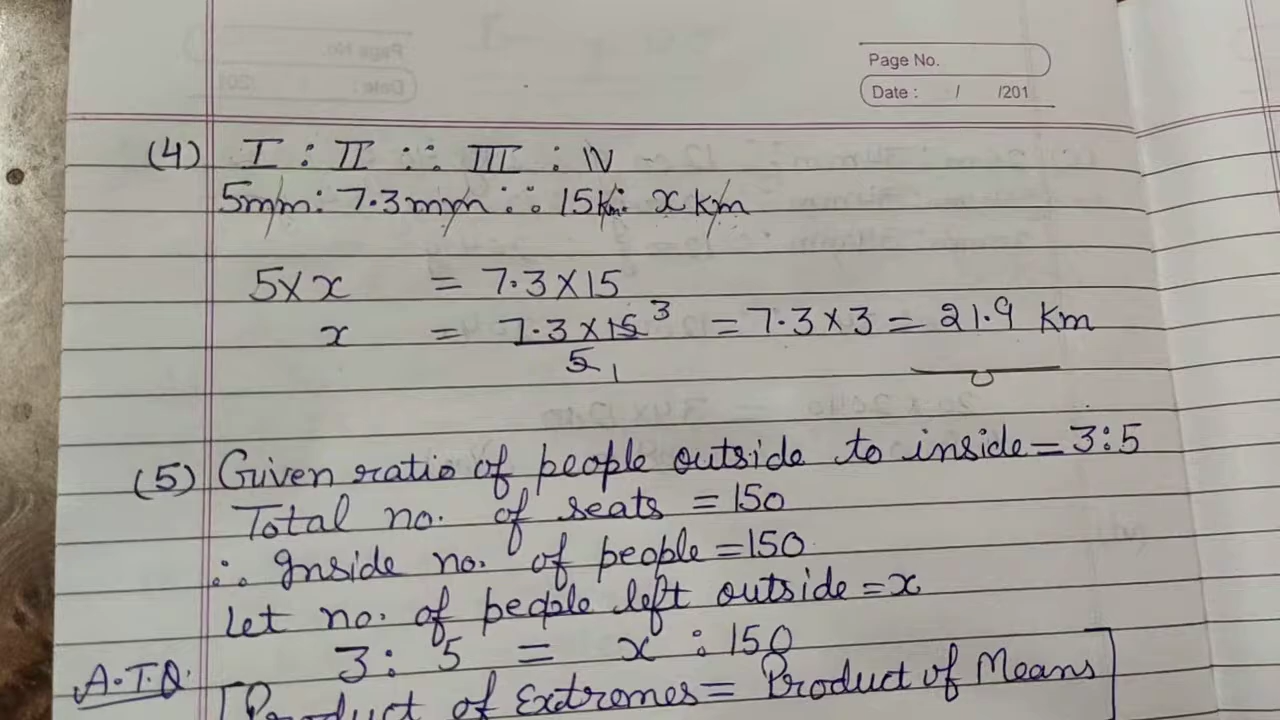 Page No.
Date : / /201
(4) I : II :: III : IV
5mm : 7.3mm :: 15km : x km
5 × x = 7.3 × 15
x = 7.3 × 15 3 = 7.3 × 3 = 21.9 Km
5 1
(5) Given ratio of people outside to inside = 3:5
Total no. of seats = 150
∴ Inside no. of people = 150
Let no. of people left outside = x
A.T.Q. 3 : 5 = x : 150
[Product of Extromes = Product of Means]